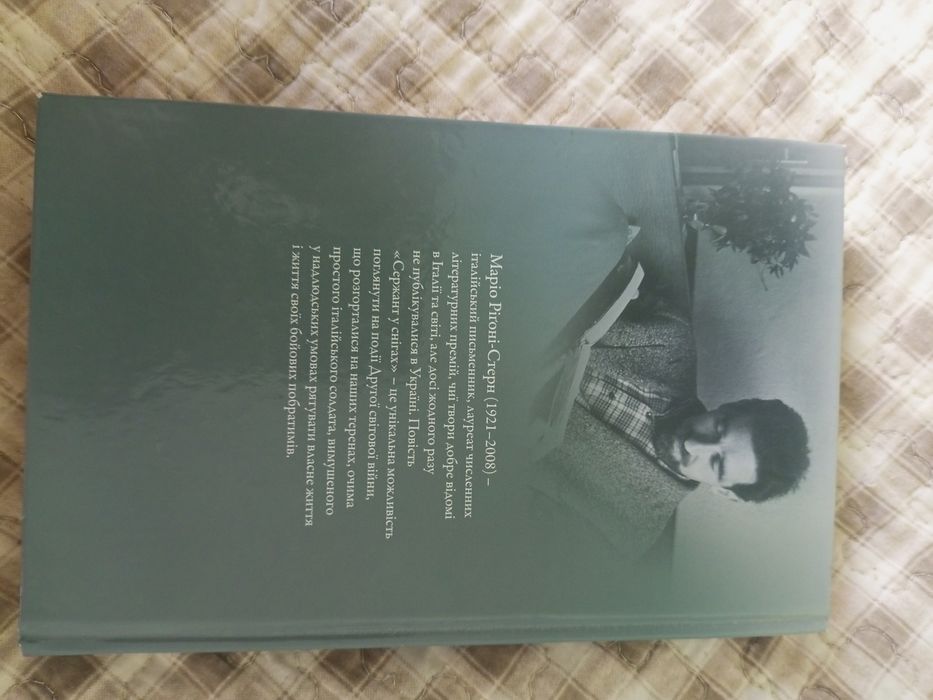 Маріо Ріґоні-Стерн (1921–2008) –
італійський письменник, лауреат численних
літературних премій, чиї твори добре відомі
в Італії та світі, але досі жодного разу
не публікувалися в Україні. Повість
«Сержант у снігах» – це унікальна можливість
поглянути на події Другої світової війни,
що розгорталися на наших теренах, очима
простого італійського солдата, вимушеного
у надлюдських умовах рятувати власне життя
і життя своїх бойових побратимів.